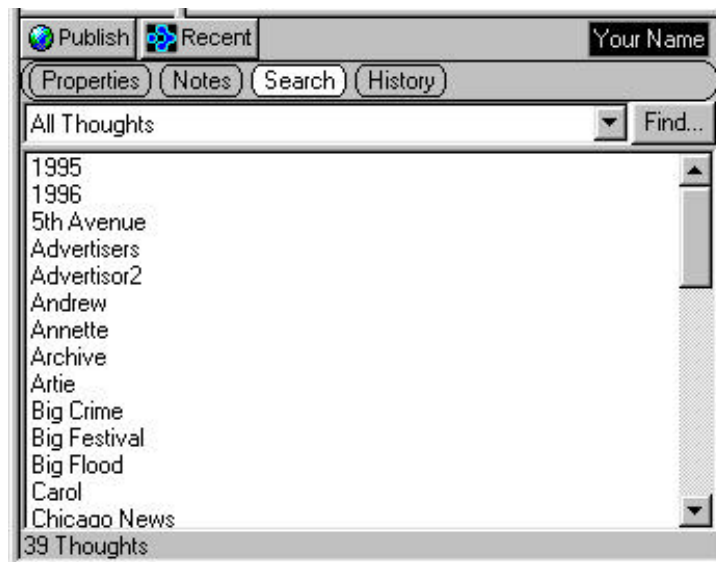 Publish Recent Your Name
Properties Notes Search History
All Thoughts Find...
1995
1996
5th Avenue
Advertisers
Advertisor2
Andrew
Annette
Archive
Artie
Big Crime
Big Festival
Big Flood
Carol
Chicago News
39 Thoughts